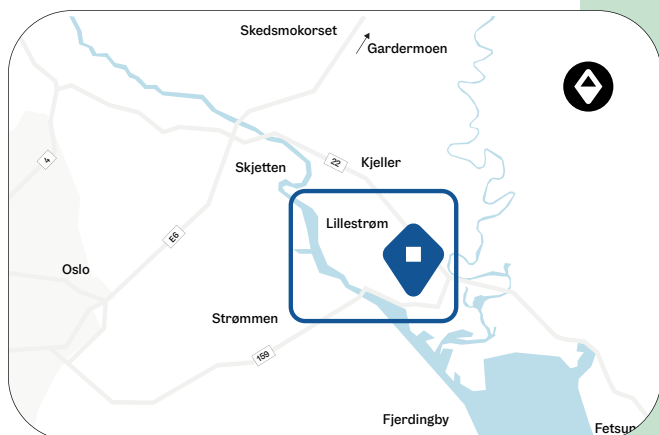 Skedsmokorset
Gardermoen
4
22
Kjeller
Skjetten
Lillestrøm
E6
Oslo
Strømmen
159
Fjerdingby
Fetsun